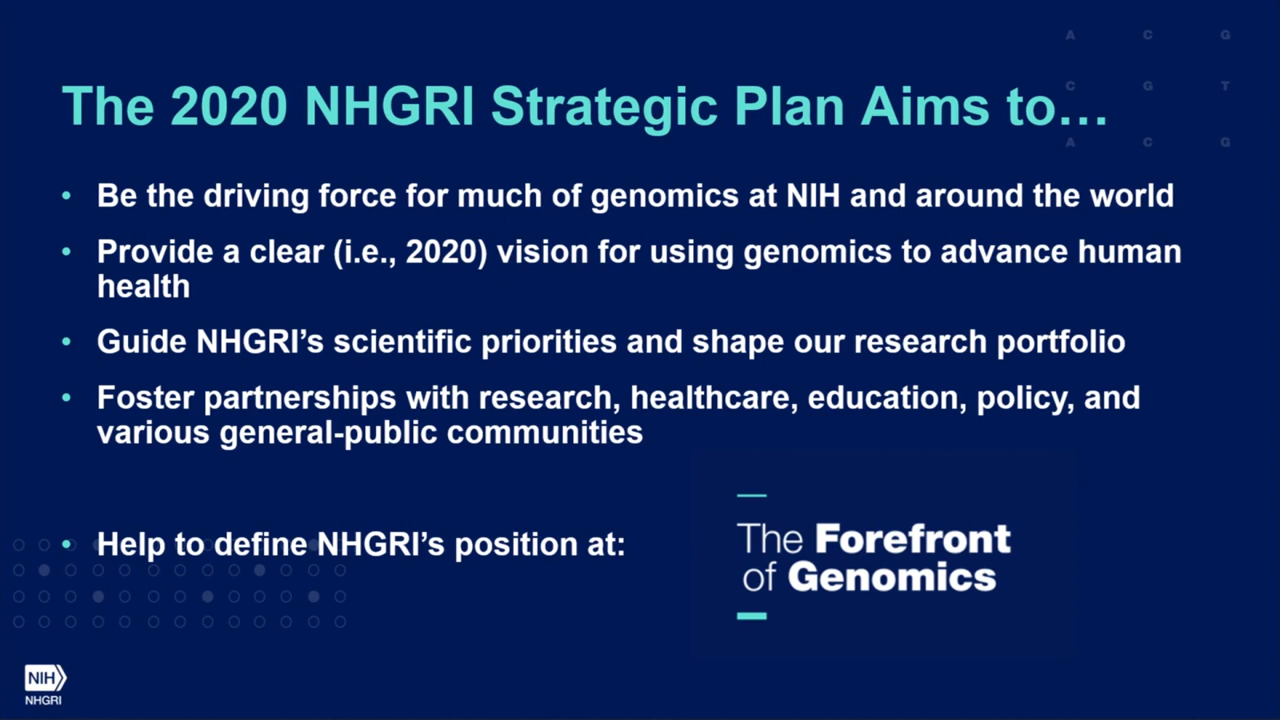 A C G
The 2020 NHGRI Strategic Plan Aims to…
C G T
A C G
• Be the driving force for much of genomics at NIH and around the world
• Provide a clear (i.e., 2020) vision for using genomics to advance human
health
• Guide NHGRI’s scientific priorities and shape our research portfolio
• Foster partnerships with research, healthcare, education, policy, and
various general-public communities
• Help to define NHGRI’s position at:
The Forefront
of Genomics
NIH
NHGRI